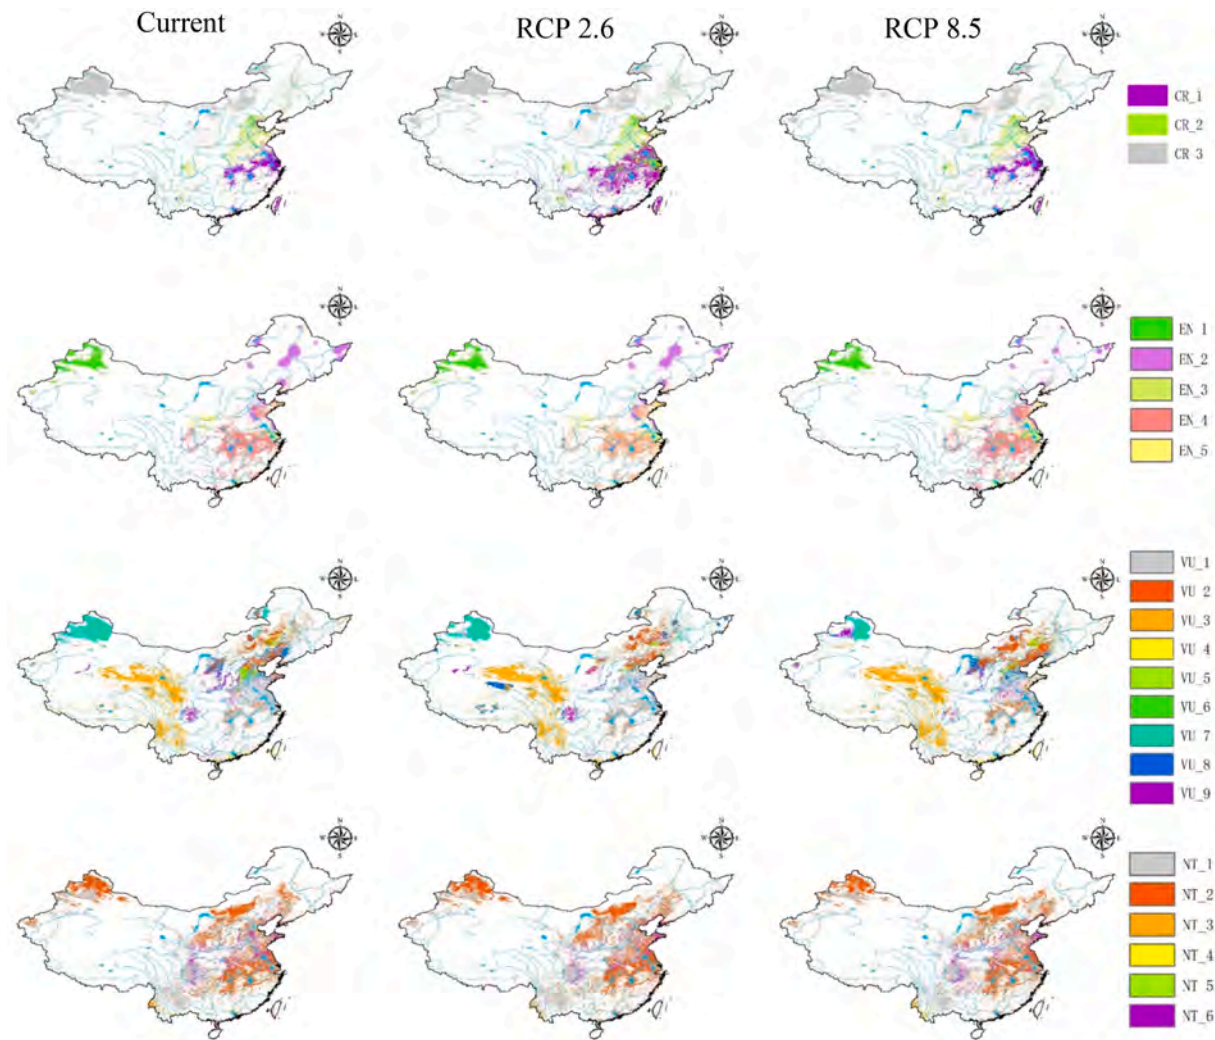 Current
RCP 2.6
RCP 8.5
CR_1
CR_2
CR_3
EN_1
EN_2
EN_3
EN_4
EN_5
VU_1
VU_2
VU_3
VU_4
VU_5
VU_6
VU_7
VU_8
VU_9
NT_1
NT_2
NT_3
NT_4
NT_5
NT_6